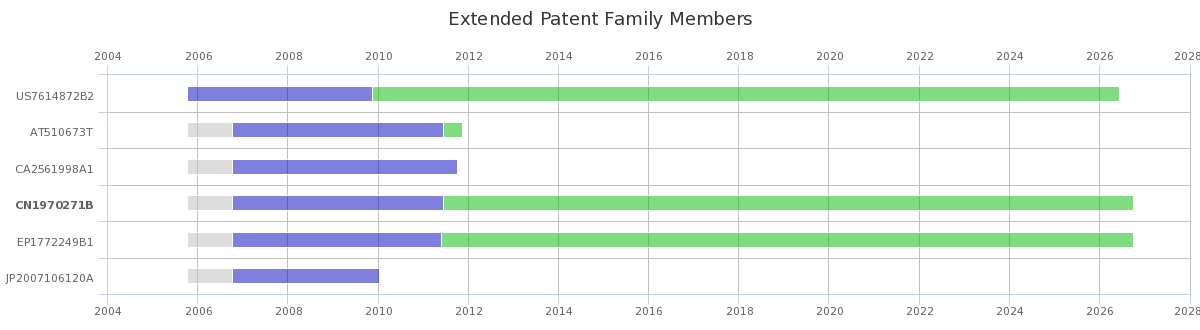 Extended Patent Family Members
2004 2006 2008 2010 2012 2014 2016 2018 2020 2022 2024 2026 2028
US7614872B2
AT510673T
CA2561998A1
CN1970271B
EP1772249B1
JP2007106120A
2004 2006 2008 2010 2012 2014 2016 2018 2020 2022 2024 2026 2028